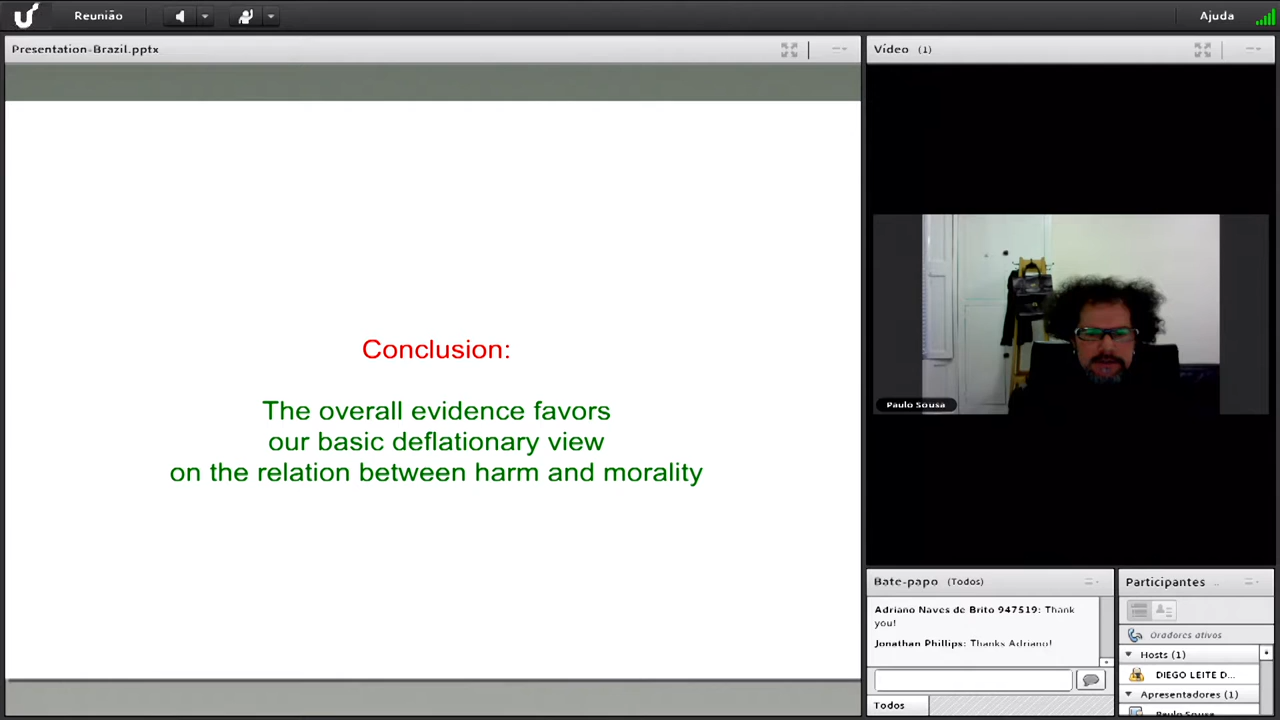 Reunião
Ajuda
Presentation-Brazil.pptx
Conclusion:
The overall evidence favors
our basic deflationary view
on the relation between harm and morality
Vídeo (1)
Paulo Sousa
Bate-papo (Todos)
Adriano Naves de Brito 947519: Thank
you!
Jonathan Phillips: Thanks Adriano!
Todos
Participantes ..
Oradores ativos
Hosts (1)
DIEGO LEITE D...
Apresentadores (1)
Paulo Sousa